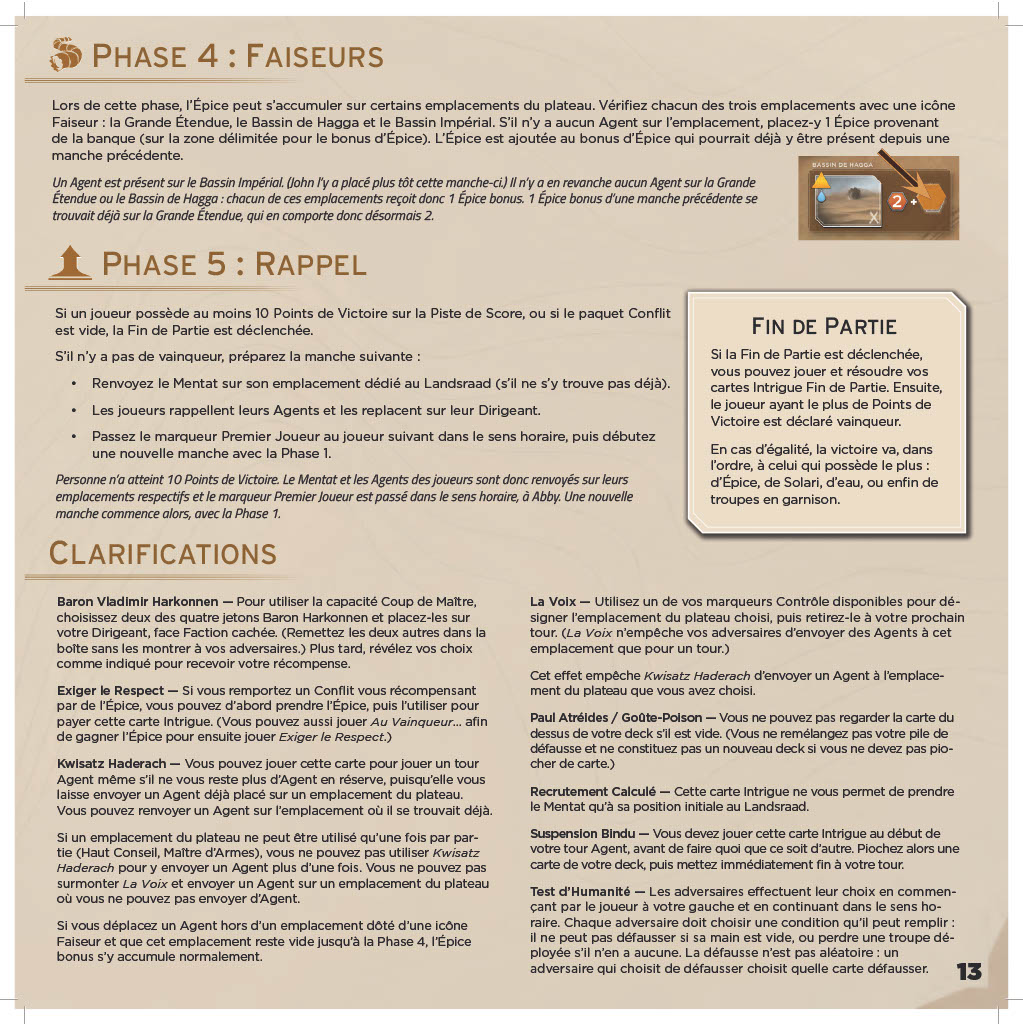 Phase 4 : Faiseurs
Lors de cette phase, l’Épice peut s’accumuler sur certains emplacements du plateau. Vérifiez chacun des trois emplacements avec une icône
Faiseur : la Grande Étendue, le Bassin de Hagga et le Bassin Impérial. S’il n’y a aucun Agent sur l’emplacement, placez-y 1 Épice provenant
de la banque (sur la zone délimitée pour le bonus d’Épice). L’Épice est ajoutée au bonus d’Épice qui pourrait déjà y être présent depuis une
manche précédente.
Un Agent est présent sur le Bassin Impérial. (John l’y a placé plus tôt cette manche-ci.) Il n’y a en revanche aucun Agent sur la Grande
Étendue ou le Bassin de Hagga : chacun de ces emplacements reçoit donc 1 Épice bonus. 1 Épice bonus d’une manche précédente se
trouvait déjà sur la Grande Étendue, qui en comporte donc désormais 2.
BASSIN DE HAGGA
X
2 +
Phase 5 : Rappel
Si un joueur possède au moins 10 Points de Victoire sur la Piste de Score, ou si le paquet Conflit
est vide, la Fin de Partie est déclenchée.
S’il n’y a pas de vainqueur, préparez la manche suivante :
• Renvoyez le Mentat sur son emplacement dédié au Landsraad (s’il ne s’y trouve pas déjà).
• Les joueurs rappellent leurs Agents et les replacent sur leur Dirigeant.
• Passez le marqueur Premier Joueur au joueur suivant dans le sens horaire, puis débutez
une nouvelle manche avec la Phase 1.
Personne n’a atteint 10 Points de Victoire. Le Mentat et les Agents des joueurs sont donc renvoyés sur leurs
emplacements respectifs et le marqueur Premier Joueur est passé dans le sens horaire, à Abby. Une nouvelle
manche commence alors, avec la Phase 1.
Fin de Partie
Si la Fin de Partie est déclenchée,
vous pouvez jouer et résoudre vos
cartes Intrigue Fin de Partie. Ensuite,
le joueur ayant le plus de Points de
Victoire est déclaré vainqueur.
En cas d’égalité, la victoire va, dans
l’ordre, à celui qui possède le plus :
d’Épice, de Solari, d’eau, ou enfin de
troupes en garnison.
Clarifications
Baron Vladimir Harkonnen — Pour utiliser la capacité Coup de Maître,
choisissez deux des quatre jetons Baron Harkonnen et placez-les sur
votre Dirigeant, face Faction cachée. (Remettez les deux autres dans la
boîte sans les montrer à vos adversaires.) Plus tard, révélez vos choix
comme indiqué pour recevoir votre récompense.
Exiger le Respect — Si vous remportez un Conflit vous récompensant
par de l’Épice, vous pouvez d’abord prendre l’Épice, puis l’utiliser pour
payer cette carte Intrigue. (Vous pouvez aussi jouer Au Vainqueur... afin
de gagner l’Épice pour ensuite jouer Exiger le Respect.)
Kwisatz Haderach — Vous pouvez jouer cette carte pour jouer un tour
Agent même s’il ne vous reste plus d’Agent en réserve, puisqu’elle vous
laisse envoyer un Agent déjà placé sur un emplacement du plateau.
Vous pouvez renvoyer un Agent sur l’emplacement où il se trouvait déjà.
Si un emplacement du plateau ne peut être utilisé qu’une fois par par-
tie (Haut Conseil, Maître d’Armes), vous ne pouvez pas utiliser Kwisatz
Haderach pour y envoyer un Agent plus d’une fois. Vous ne pouvez pas
surmonter La Voix et envoyer un Agent sur un emplacement du plateau
où vous ne pouvez pas envoyer d’Agent.
Si vous déplacez un Agent hors d’un emplacement dôté d’une icône
Faiseur et que cet emplacement reste vide jusqu’à la Phase 4, l’Épice
bonus s’y accumule normalement.
La Voix — Utilisez un de vos marqueurs Contrôle disponibles pour dé-
signer l’emplacement du plateau choisi, puis retirez-le à votre prochain
tour. (La Voix n’empêche vos adversaires d’envoyer des Agents à cet
emplacement que pour un tour.)
Cet effet empêche Kwisatz Haderach d’envoyer un Agent à l’emplace-
ment du plateau que vous avez choisi.
Paul Atréides / Goûte-Poison — Vous ne pouvez pas regarder la carte du
dessus de votre deck s’il est vide. (Vous ne remélangez pas votre pile de
défausse et ne constituez pas un nouveau deck si vous ne devez pas pio-
cher de carte.)
Recrutement Calculé — Cette carte Intrigue ne vous permet de prendre
le Mentat qu’à sa position initiale au Landsraad.
Suspension Bindu — Vous devez jouer cette carte Intrigue au début de
votre tour Agent, avant de faire quoi que ce soit d’autre. Piochez alors une
carte de votre deck, puis mettez immédiatement fin à votre tour.
Test d’Humanité — Les adversaires effectuent leur choix en commen-
çant par le joueur à votre gauche et en continuant dans le sens ho-
raire. Chaque adversaire doit choisir une condition qu’il peut remplir :
il ne peut pas défausser si sa main est vide, ou perdre une troupe dé-
ployée s’il n’en a aucune. La défausse n’est pas aléatoire : un
adversaire qui choisit de défausser choisit quelle carte défausser.
13